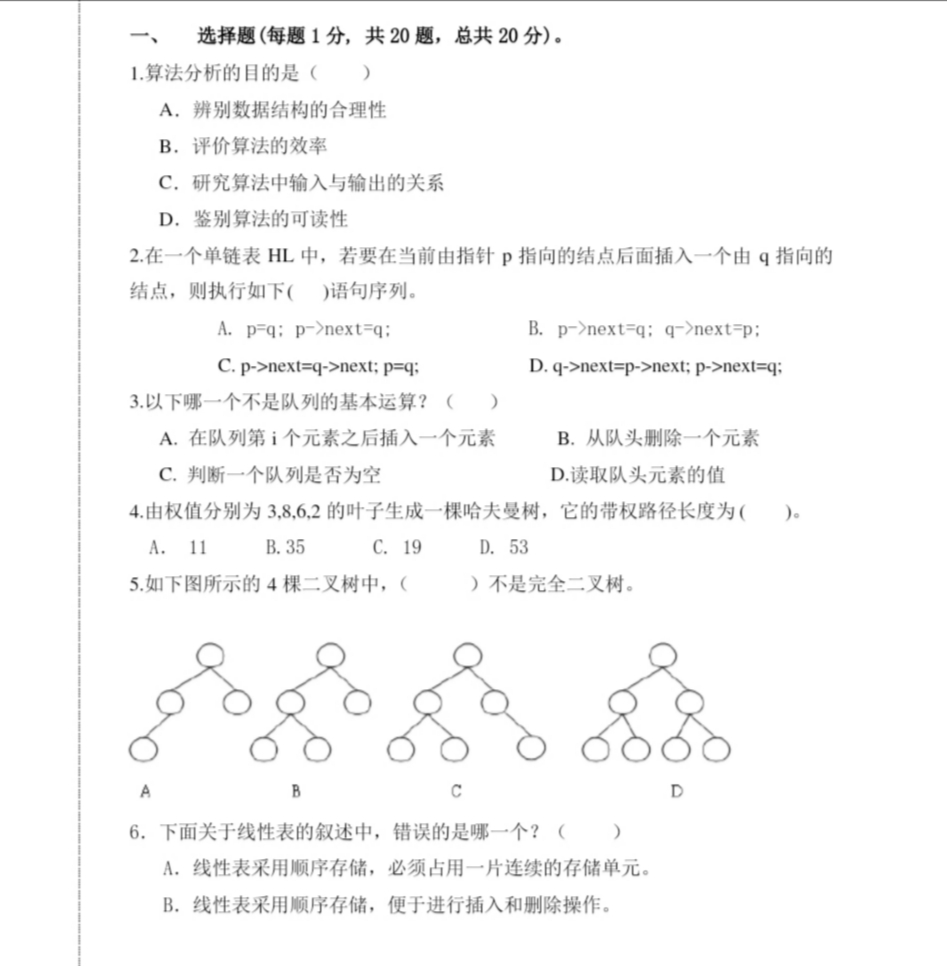 一、 选择题(每题 1 分, 共 20 题，总共 20 分)。
1.算法分析的目的是（ ）
A．辨别数据结构的合理性
B．评价算法的效率
C．研究算法中输入与输出的关系
D．鉴别算法的可读性
2.在一个单链表 HL 中，若要在当前由指针 p 指向的结点后面插入一个由 q 指向的
结点，则执行如下( )语句序列。
A. p=q; p->next=q; B. p->next=q; q->next=p;
C. p->next=q->next; p=q; D. q->next=p->next; p->next=q;
3.以下哪一个不是队列的基本运算？（ ）
A. 在队列第 i 个元素之后插入一个元素 B. 从队头删除一个元素
C. 判断一个队列是否为空 D.读取队头元素的值
4.由权值分别为 3,8,6,2 的叶子生成一棵哈夫曼树，它的带权路径长度为( )。
A. 11 B.35 C. 19 D. 53
5.如下图所示的 4 棵二叉树中，（ ）不是完全二叉树。
A B C D
6．下面关于线性表的叙述中，错误的是哪一个？（ ）
A．线性表采用顺序存储，必须占用一片连续的存储单元。
B．线性表采用顺序存储，便于进行插入和删除操作。